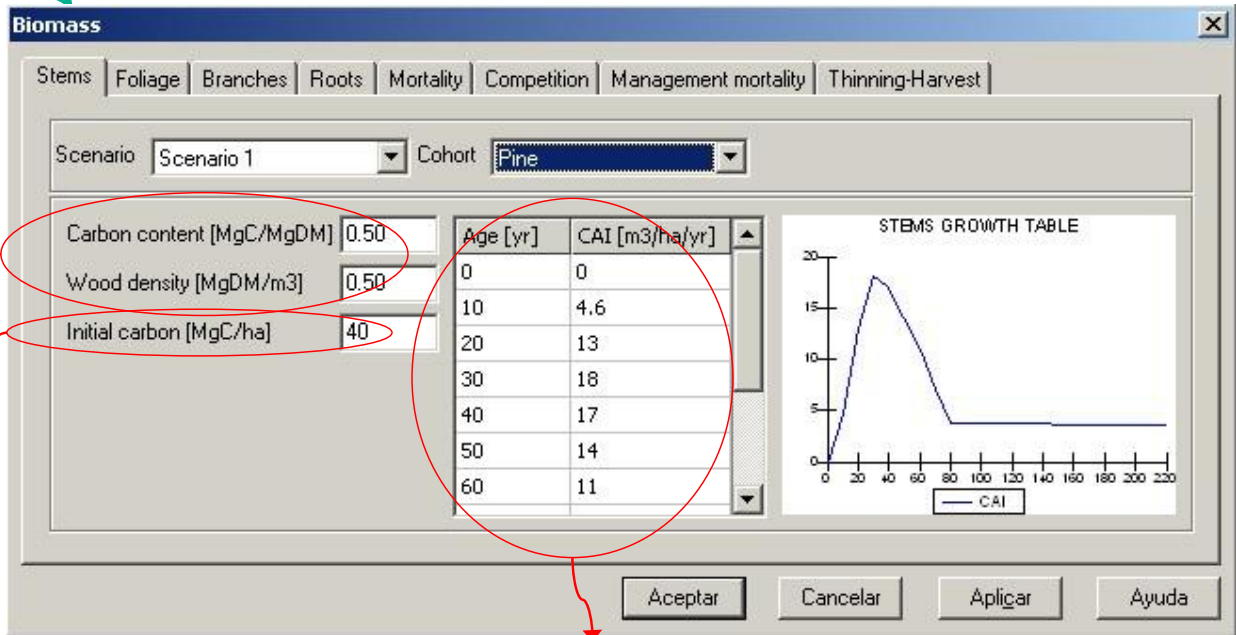 Biomass
Stems Foliage Branches Roots Mortality Competition Management mortality Thinning-Harvest
Scenario Scenario 1 Cohort Pine
Carbon content [MgC/MgDM] 0.50
Wood density [MgDM/m3] 0.50
Initial carbon [MgC/ha] 40
Age [yr] CAI [m3/ha/yr]
0 0
10 4.6
20 13
30 18
40 17
50 14
60 11
STEMS GROWTH TABLE
20
15
10
5
0
0 20 40 60 80 100 120 140 160 180 200 220
CAI
Aceptar Cancelar Aplicar Ayuda